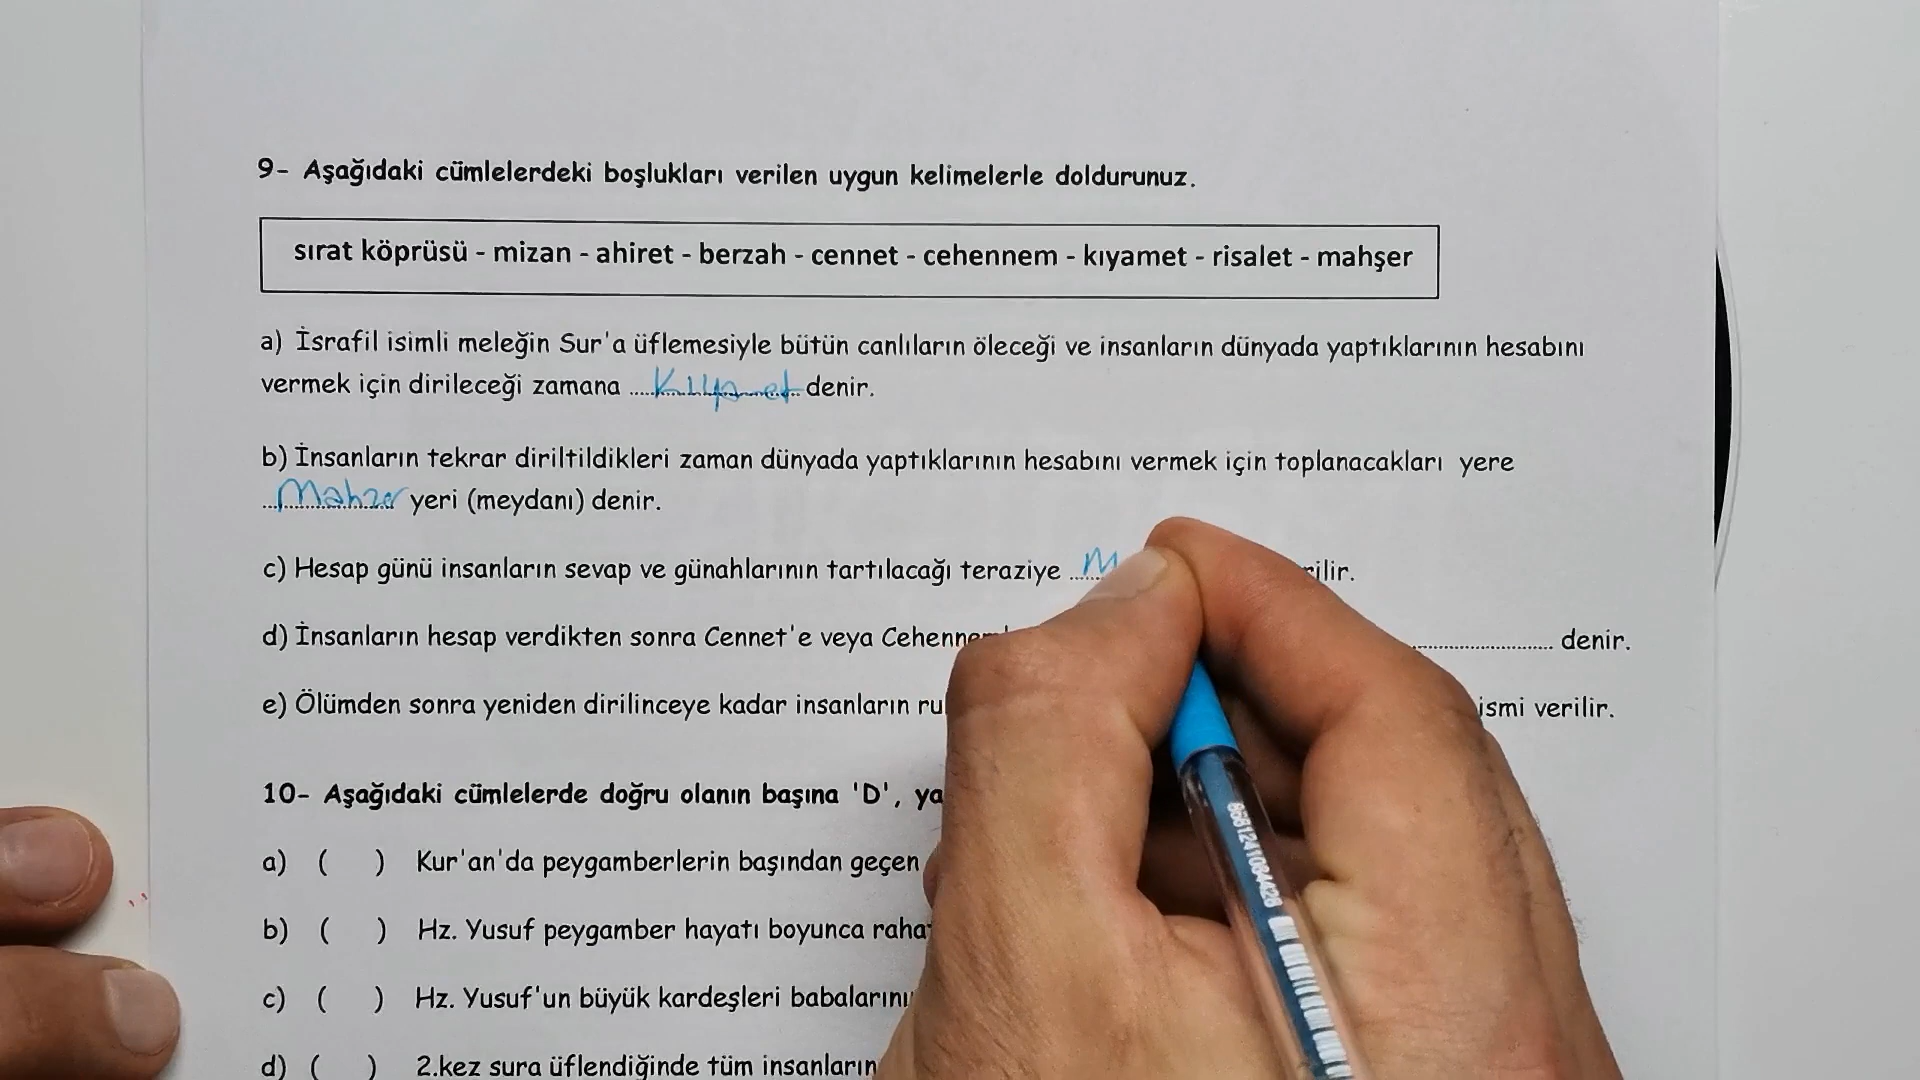 9- Aşağıdaki cümlelerdeki boşlukları verilen uygun kelimelerle doldurunuz.
sırat köprüsü - mizan - ahiret - berzah - cennet - cehennem - kıyamet - risalet - mahşer
a) İsrafil isimli meleğin Sur'a üflemesiyle bütün canlıların öleceği ve insanların dünyada yaptıklarının hesabını
vermek için dirileceği zamana ....Kıyamet.. denir.
b) İnsanların tekrar diriltildikleri zaman dünyada yaptıklarının hesabını vermek için toplanacakları yere
..Mahşer yeri (meydanı) denir.
c) Hesap günü insanların sevap ve günahlarının tartılacağı teraziye ..M
d) İnsanların hesap verdikten sonra Cennet'e veya ........................ denir.
e) Ölümden sonra yeniden dirilinceye kadar insanların ismi verilir.
10- Aşağıdaki cümlelerde doğru olanın başına 'D',
a) ( ) Kur'an'da peygamberlerin başından geçen
b) ( ) Hz. Yusuf peygamber hayatı boyunca
c) ( ) Hz. Yusuf'un büyük kardeşleri
d) ( ) 2.kez sura üflendiğinde tüm insanların
8681241084426